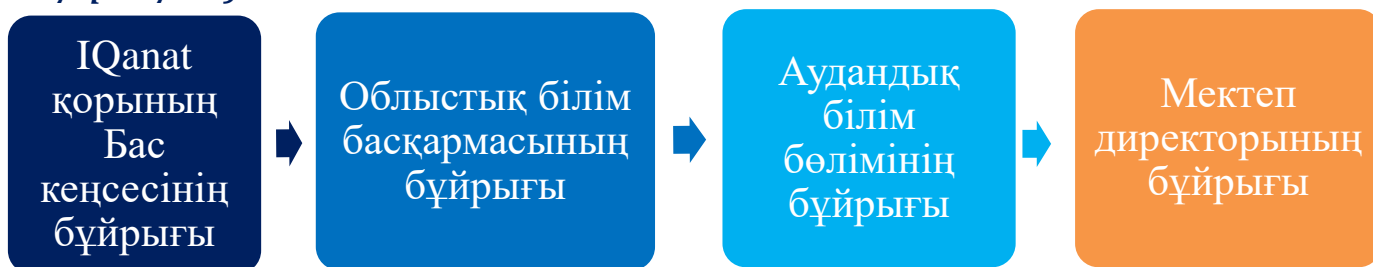 IQanat
қорының
Бас
кеңсесінің
бұйрығы
Облыстық білім
басқармасының
бұйрығы
Аудандық
білім
бөлімінің
бұйрығы
Мектеп
директорының
бұйрығы